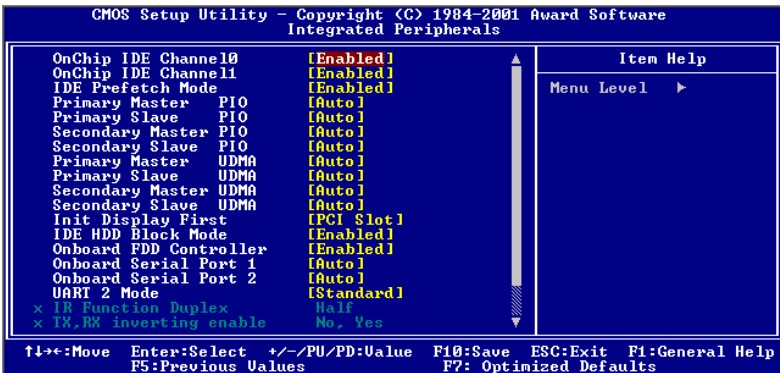 CMOS Setup Utility - Copyright (C) 1984-2001 Award Software
Integrated Peripherals
OnChip IDE Channel0 [Enabled]
OnChip IDE Channel1 [Enabled]
IDE Prefetch Mode [Enabled]
Primary Master PIO [Auto]
Primary Slave PIO [Auto]
Secondary Master PIO [Auto]
Secondary Slave PIO [Auto]
Primary Master UDMA [Auto]
Primary Slave UDMA [Auto]
Secondary Master UDMA [Auto]
Secondary Slave UDMA [Auto]
Init Display First [PCI Slot]
IDE HDD Block Mode [Enabled]
Onboard FDD Controller [Enabled]
Onboard Serial Port 1 [Auto]
Onboard Serial Port 2 [Auto]
UART 2 Mode [Standard]
x IR Function Duplex Half
x TX,RX inverting enable No, Yes
Item Help
Menu Level ▶
↑↓→←:Move Enter:Select +/-/PU/PD:Value F10:Save ESC:Exit F1:General Help
F5:Previous Values F7: Optimized Defaults